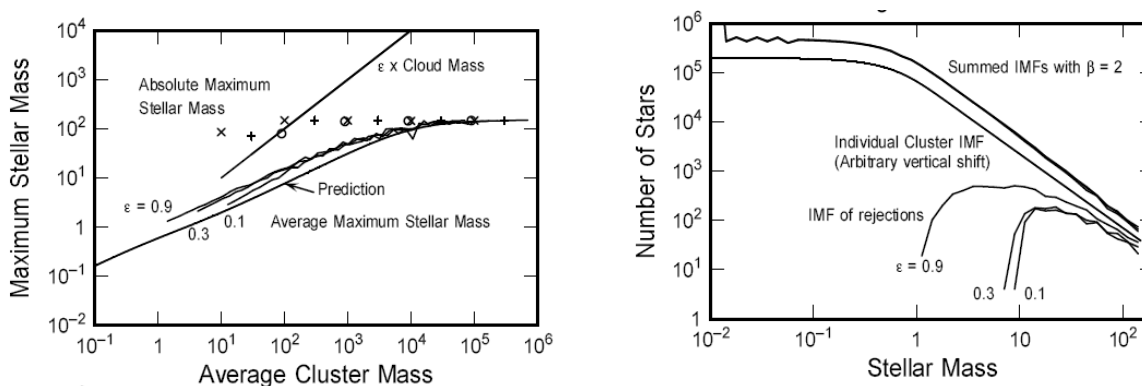 10^4
10^3
10^2
10^1
1
10^-1
10^-2
Maximum Stellar Mass
Absolute Maximum
Stellar Mass
ε x Cloud Mass
Prediction
ε = 0.9
0.1
0.3
Average Maximum Stellar Mass
10^-1
1
10^1
10^2
10^3
10^4
10^5
10^6
Average Cluster Mass
10^6
10^5
10^4
10^3
10^2
10^1
1
Number of Stars
Summed IMFs with β = 2
Individual Cluster IMF
(Arbitrary vertical shift)
IMF of rejections
ε = 0.9
0.3
0.1
10^-2
10^-1
1
10
10^2
Stellar Mass